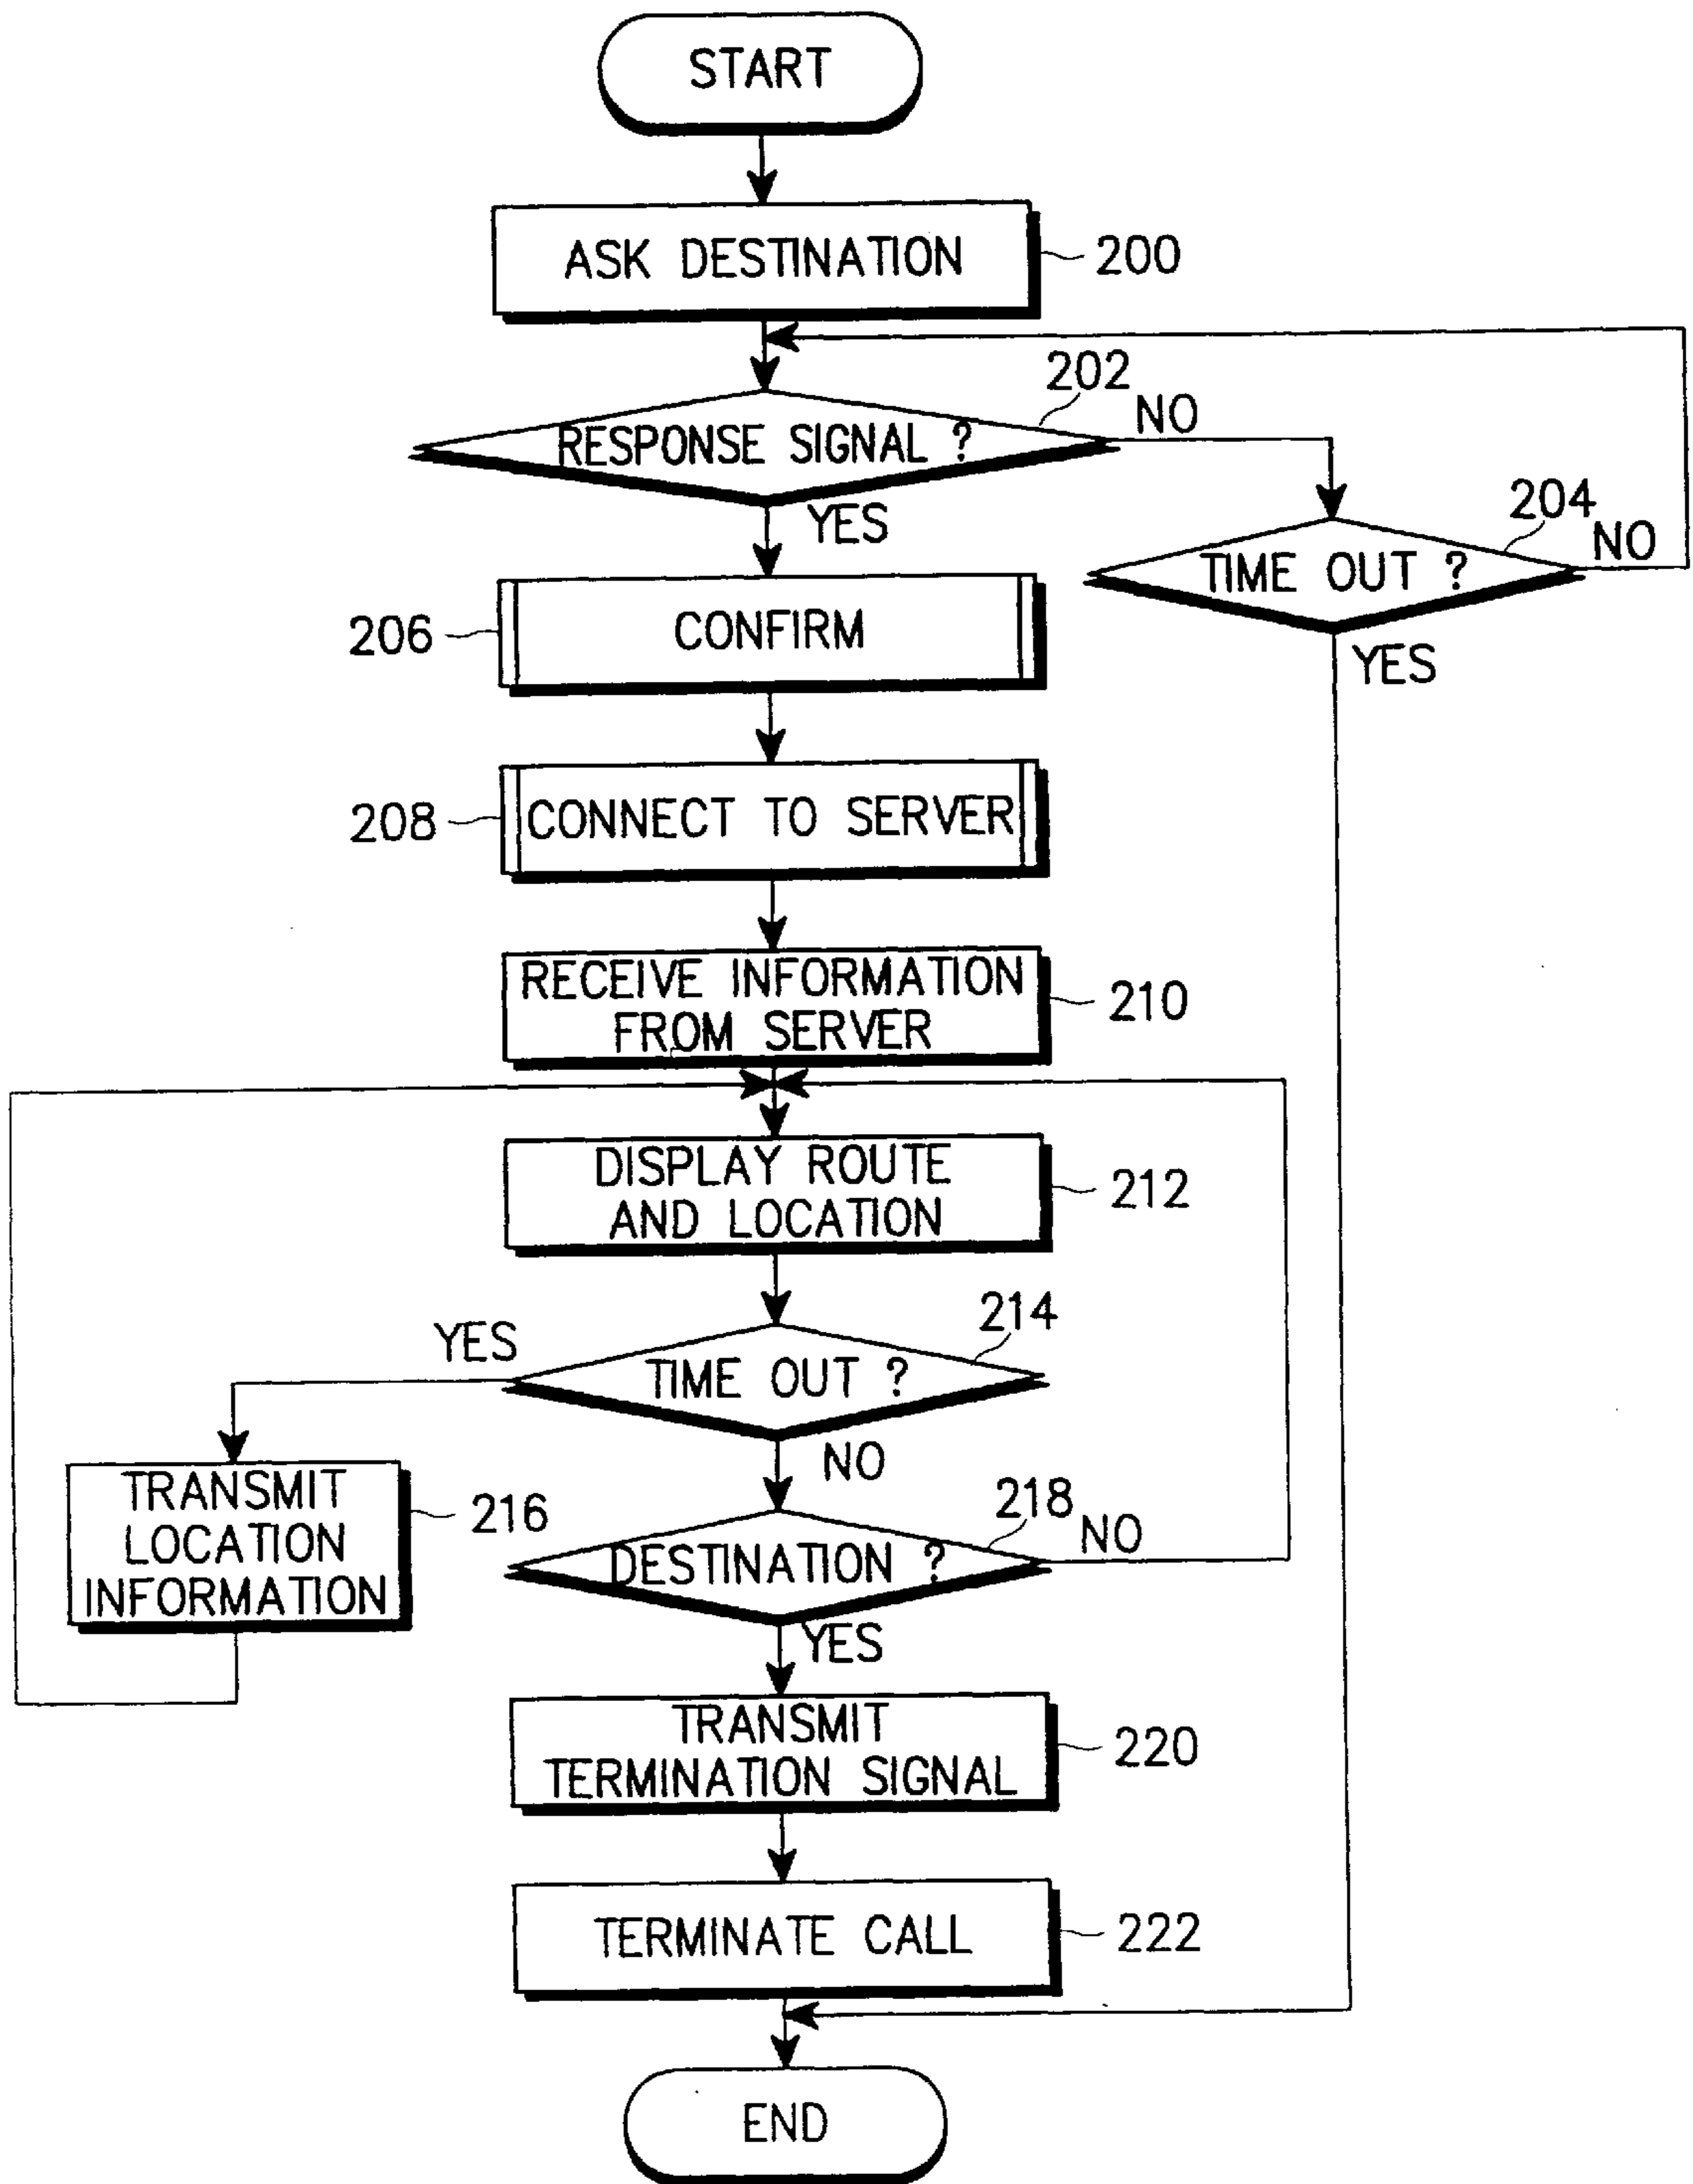 START
ASK DESTINATION
200
202
RESPONSE SIGNAL ?
NO
YES
204
TIME OUT ?
NO
YES
206
CONFIRM
208
CONNECT TO SERVER
RECEIVE INFORMATION
FROM SERVER
210
DISPLAY ROUTE
AND LOCATION
212
214
YES
TIME OUT ?
NO
TRANSMIT
LOCATION
INFORMATION
216
218
DESTINATION ?
NO
YES
TRANSMIT
TERMINATION SIGNAL
220
TERMINATE CALL
222
END